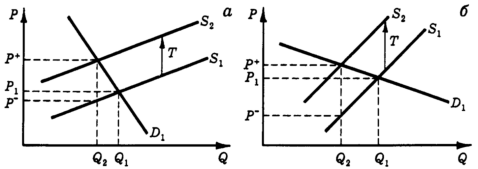 P а S₂
T S₁
P⁺
P₁
P⁻
D₁
Q₂ Q₁ Q
P б
S₂ S₁
T
P⁺
P₁
P⁻
D₁
Q₂ Q₁ Q